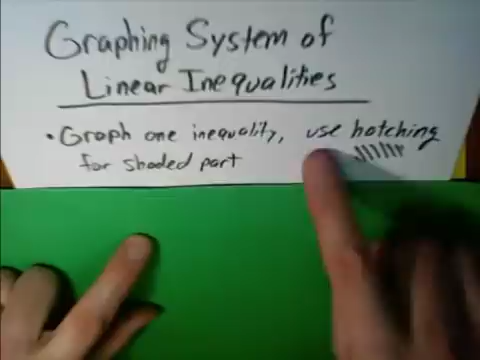 Graphing System of
Linear Inequalities
• Graph one inequality, use hatching
for shaded part